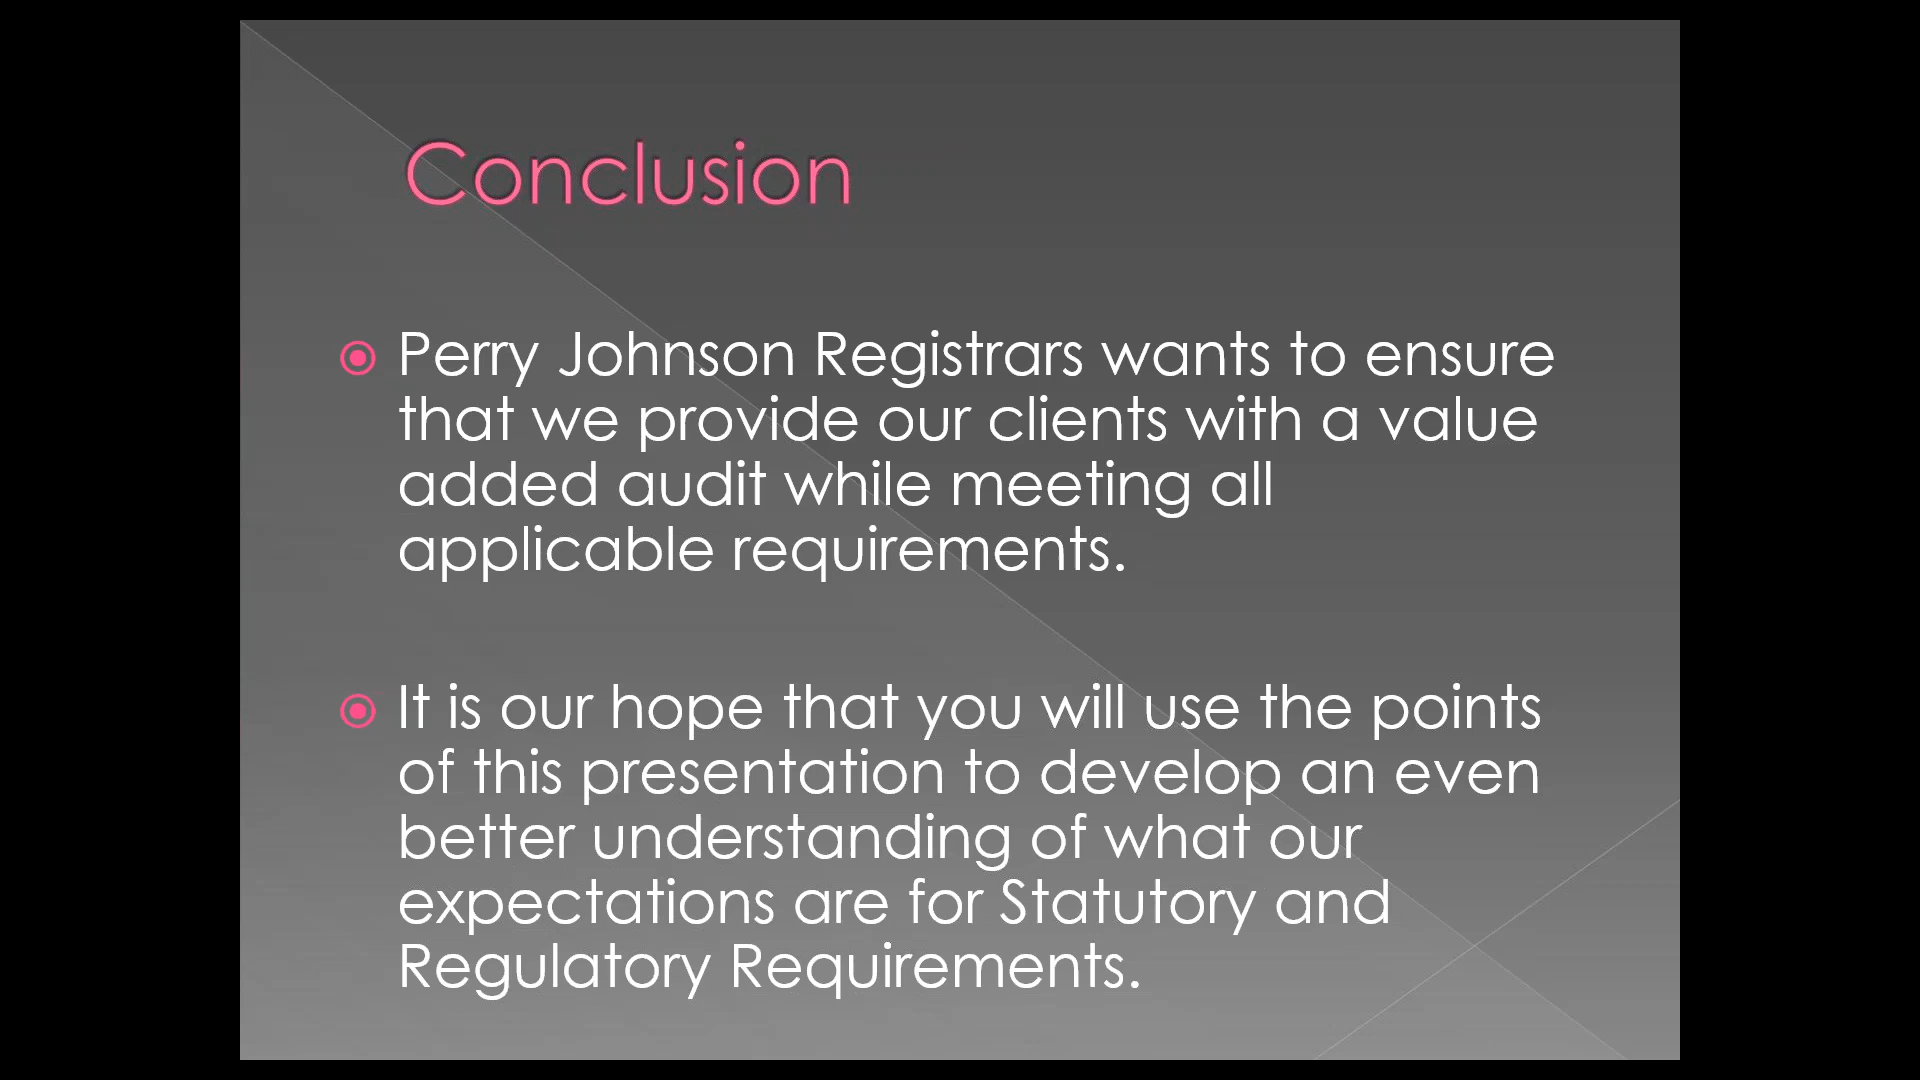 Conclusion
Perry Johnson Registrars wants to ensure
that we provide our clients with a value
added audit while meeting all
applicable requirements.
It is our hope that you will use the points
of this presentation to develop an even
better understanding of what our
expectations are for Statutory and
Regulatory Requirements.